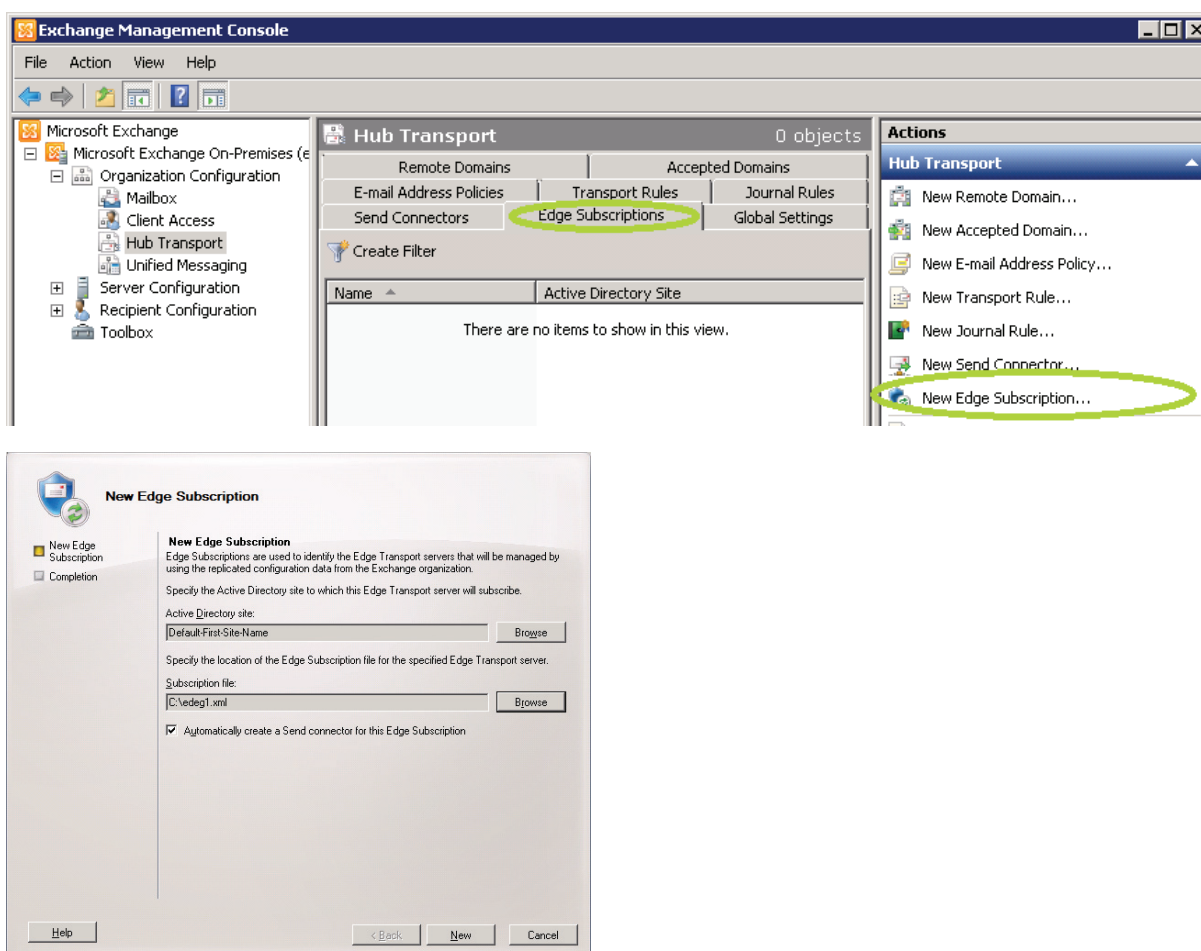 Exchange Management Console
File Action View Help
Microsoft Exchange
Microsoft Exchange On-Premises (e
Organization Configuration
Mailbox
Client Access
Hub Transport
Unified Messaging
Server Configuration
Recipient Configuration
Toolbox
Hub Transport 0 objects
Remote Domains Accepted Domains
E-mail Address Policies Transport Rules Journal Rules
Send Connectors Edge Subscriptions Global Settings
Create Filter
Name Active Directory Site
There are no items to show in this view.
Actions
Hub Transport
New Remote Domain...
New Accepted Domain...
New E-mail Address Policy...
New Transport Rule...
New Journal Rule...
New Send Connector...
New Edge Subscription...
New Edge Subscription
New Edge
Subscription
Completion
New Edge Subscription
Edge Subscriptions are used to identify the Edge Transport servers that will be managed by
using the replicated configuration data from the Exchange organization.
Specify the Active Directory site to which this Edge Transport server will subscribe.
Active Directory site:
Default-First-Site-Name Browse
Specify the location of the Edge Subscription file for the specified Edge Transport server.
Subscription file:
C:\edeg1.xml Browse
Automatically create a Send connector for this Edge Subscription
Help < Back New Cancel